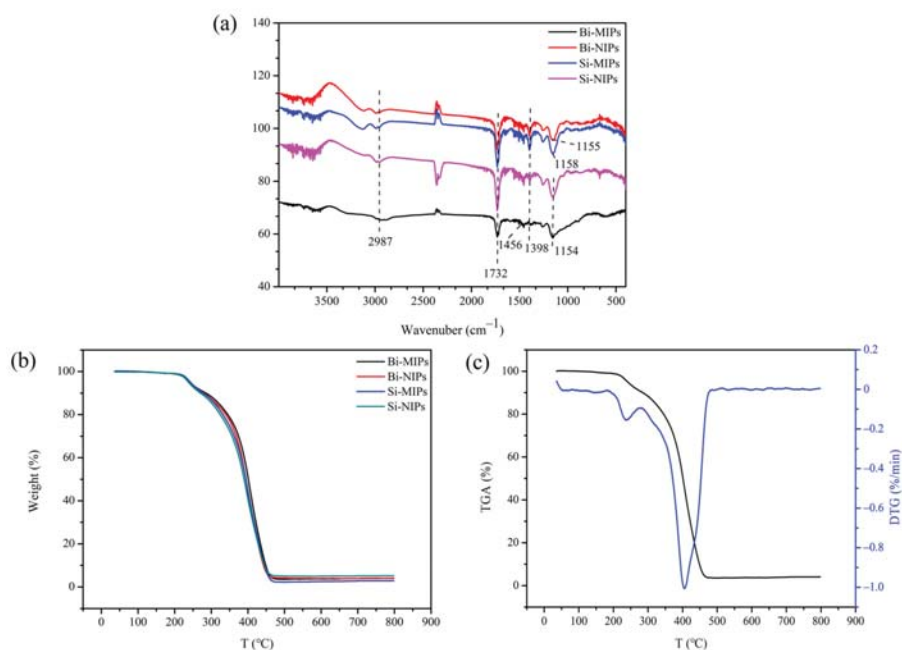 (a)
140
120
100
80
60
40
Bi-MIPs
Bi-NIPs
Si-MIPs
Si-NIPs
1155
1158
2987
1456
1398
1154
1732
3500 3000 2500 2000 1500 1000 500
Wavenuber (cm⁻¹)
(b)
100
80
60
40
20
0
Weight (%)
Bi-MIPs
Bi-NIPs
Si-MIPs
Si-NIPs
0 100 200 300 400 500 600 700 800 900
T (°C)
(c)
100
80
60
40
20
0
TGA (%)
0.2
0
−0.2
−0.4
−0.6
−0.8
−1.0
DTG (%/min)
0 100 200 300 400 500 600 700 800 900
T (°C)